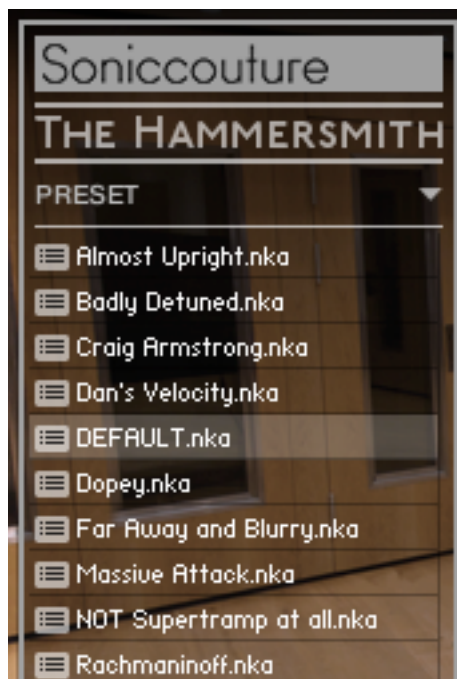 Soniccouture
THE HAMMERSMITH
PRESET
Almost Upright.nka
Badly Detuned.nka
Craig Armstrong.nka
Dan's Velocity.nka
DEFAULT.nka
Dopey.nka
Far Away and Blurry.nka
Massive Attack.nka
NOT Supertramp at all.nka
Rachmaninoff.nka